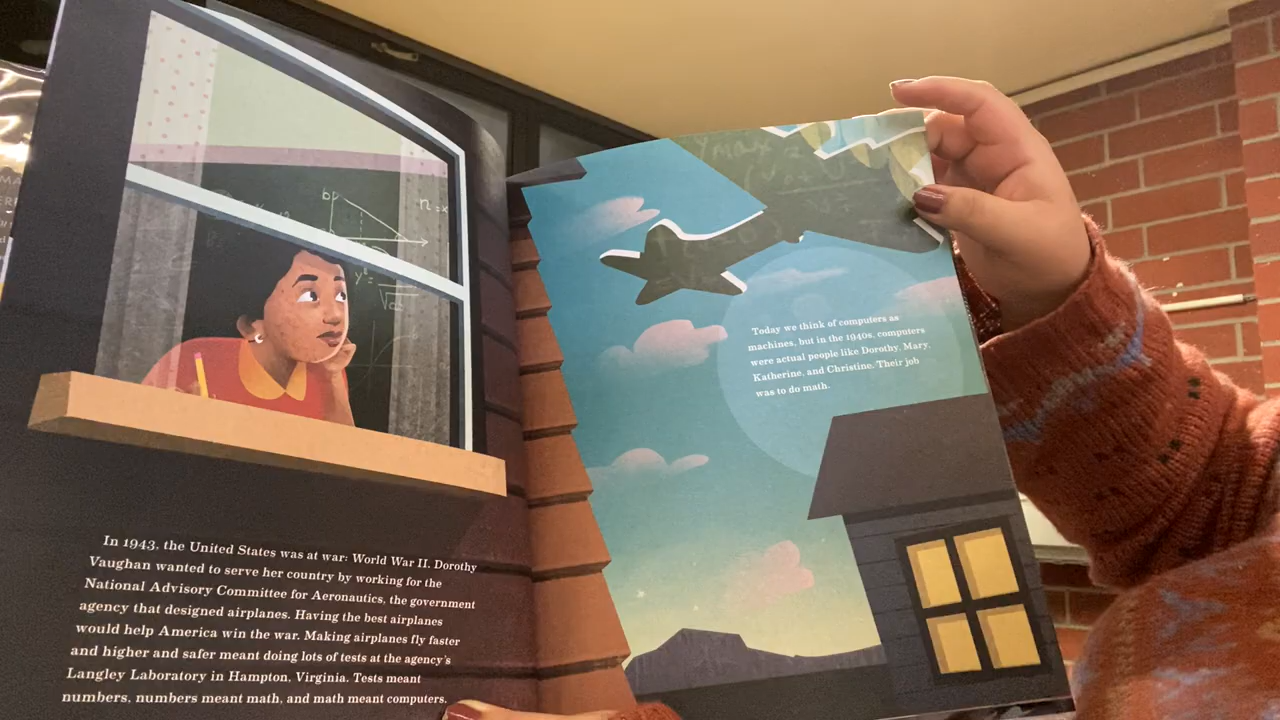 bp
n = x
y² =
In 1943, the United States was at war: World War II. Dorothy
Vaughan wanted to serve her country by working for the
National Advisory Committee for Aeronautics, the government
agency that designed airplanes. Having the best airplanes
would help America win the war. Making airplanes fly faster
and higher and safer meant doing lots of tests at the agency's
Langley Laboratory in Hampton, Virginia. Tests meant
numbers, numbers meant math, and math meant computers.
Ymax =
Today we think of computers as
machines, but in the 1940s, computers
were actual people like Dorothy, Mary,
Katherine, and Christine. Their job
was to do math.